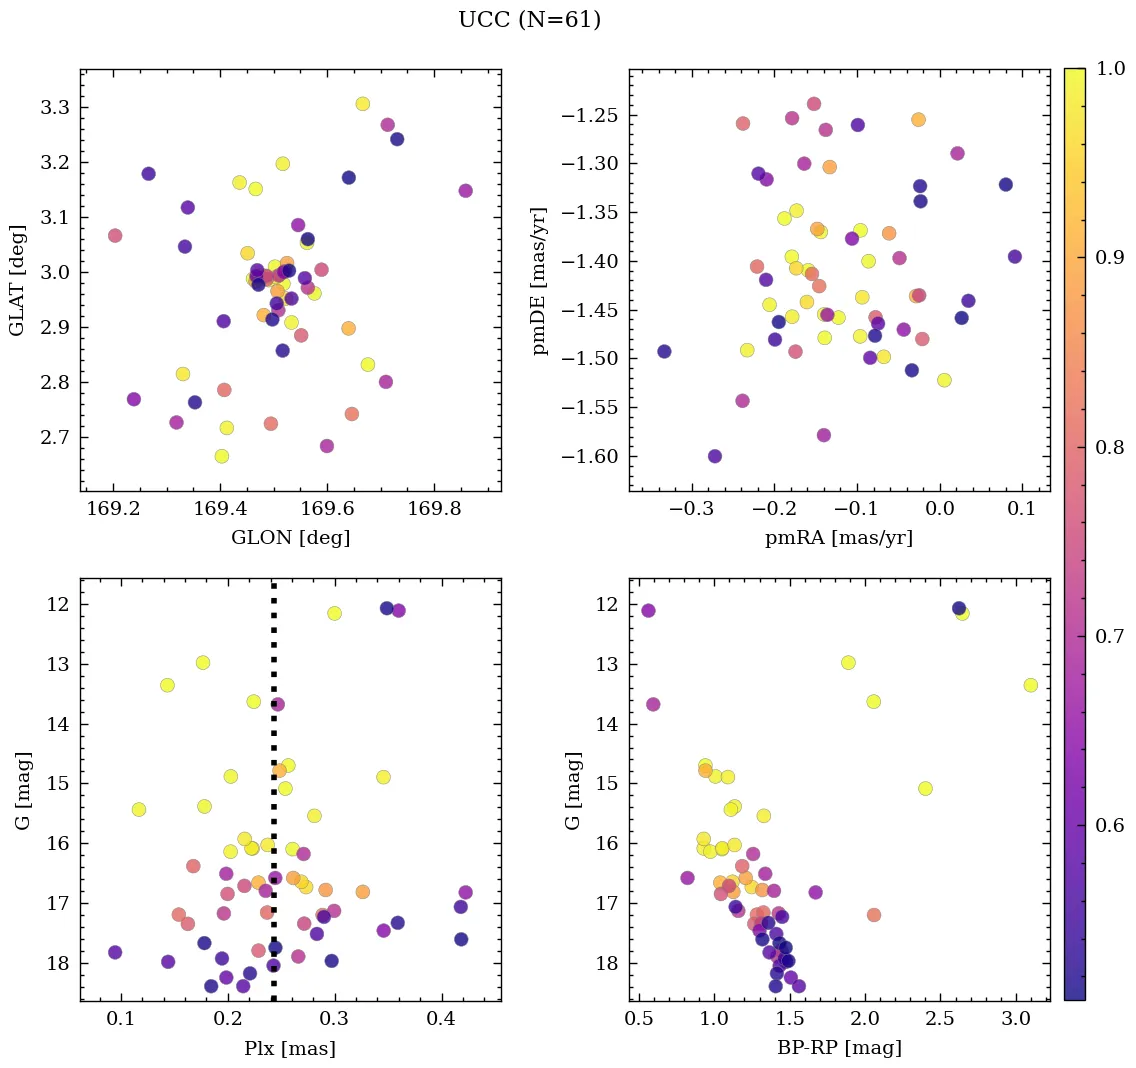 UCC (N=61)
3.3
3.2
3.1
3.0
2.9
2.8
2.7
GLAT [deg]
169.2 169.4 169.6 169.8
GLON [deg]
−1.25
−1.30
−1.35
−1.40
−1.45
−1.50
−1.55
−1.60
pmDE [mas/yr]
−0.3 −0.2 −0.1 0.0 0.1
pmRA [mas/yr]
12
13
14
15
16
17
18
G [mag]
0.1 0.2 0.3 0.4
Plx [mas]
12
13
14
15
16
17
18
G [mag]
0.5 1.0 1.5 2.0 2.5 3.0
BP-RP [mag]
1.0
0.9
0.8
0.7
0.6